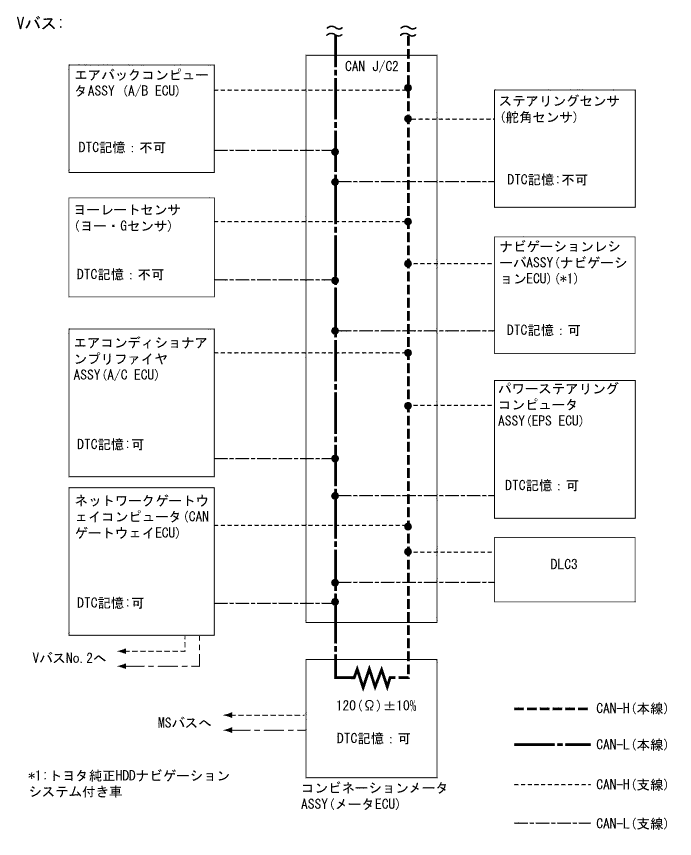 Vバス:
CAN J/C2
エアバックコンピュー
タASSY (A/B ECU)
DTC記憶：不可
ステアリングセンサ
(舵角センサ)
DTC記憶:不可
ヨーレートセンサ
(ヨー・Gセンサ)
DTC記憶：不可
ナビゲーションレシ
ーバASSY(ナビゲーシ
ョンECU)(*1)
DTC記憶：可
エアコンディショナア
ンプリファイヤ
ASSY(A/C ECU)
DTC記憶:可
パワーステアリング
コンピュータ
ASSY(EPS ECU)
DTC記憶：可
ネットワークゲートウ
ェイコンピュータ(CAN
ゲートウェイECU)
DTC記憶:可
DLC3
VバスNo.2へ
120(Ω)±10%
DTC記憶：可
MSバスへ
コンビネーションメータ
ASSY(メータECU)
*1:トヨタ純正HDDナビゲーション
システム付き車
CAN-H(本線)
CAN-L(本線)
CAN-H(支線)
CAN-L(支線)